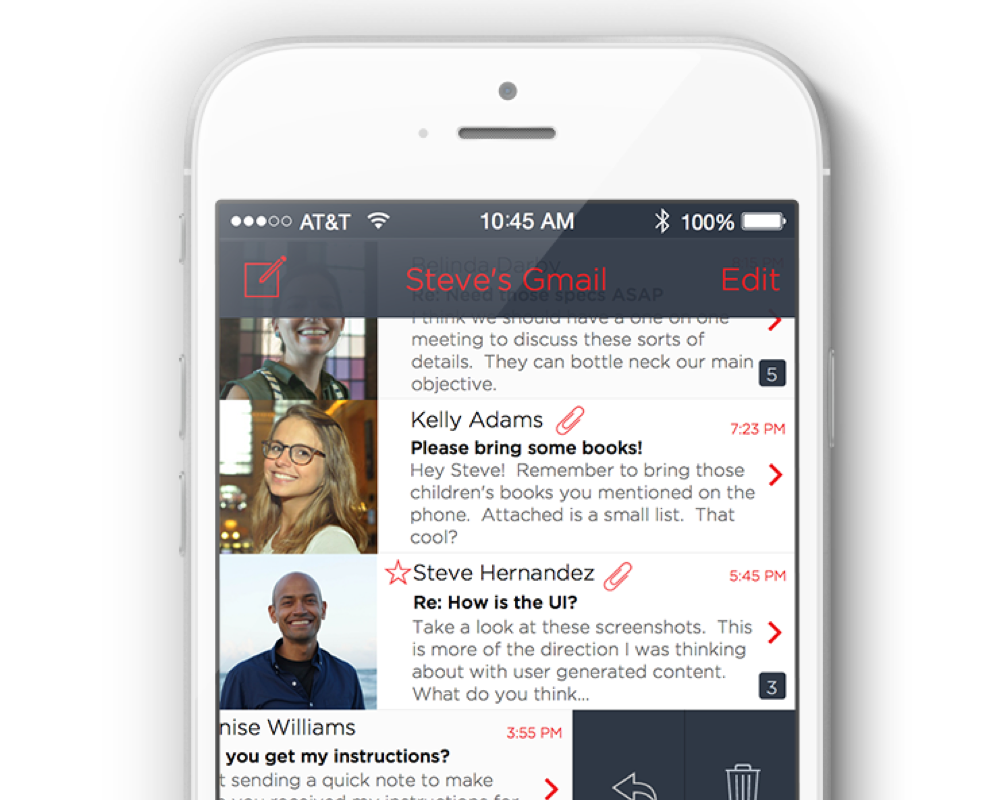 AT&T 10:45 AM 100%
Belinda Darby
Steve's Gmail Edit
Re: Need those specs ASAP
I think we should have a one on one
meeting to discuss these sorts of
details. They can bottle neck our main
objective.
5
Kelly Adams
7:23 PM
Please bring some books!
Hey Steve! Remember to bring those
children's books you mentioned on the
phone. Attached is a small list. That
cool?
Steve Hernandez 5:45 PM
Re: How is the UI?
Take a look at these screenshots. This
is more of the direction I was thinking
about with user generated content.
What do you think...
3
nise Williams 3:55 PM
you get my instructions?
t sending a quick note to make
you received my instructions for